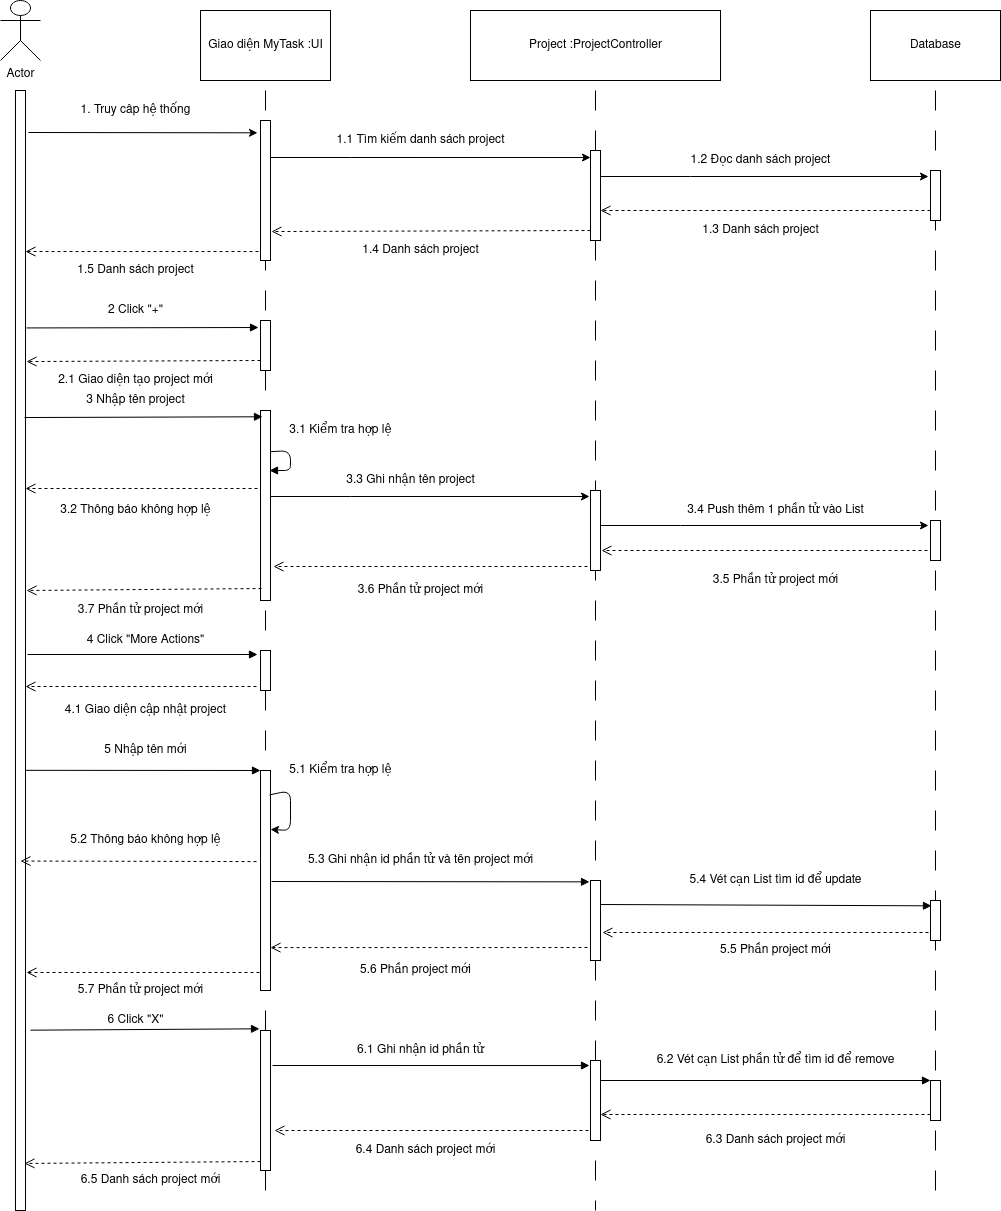 Giao diện MyTask :UI
Project :ProjectController
Database
Actor
1. Truy câp hệ thống
1.1 Tìm kiếm danh sách project
1.2 Đọc danh sách project
1.3 Danh sách project
1.4 Danh sách project
1.5 Danh sách project
2 Click "+"
2.1 Giao diện tạo project mới
3 Nhập tên project
3.1 Kiểm tra hợp lệ
3.3 Ghi nhận tên project
3.2 Thông báo không hợp lệ
3.4 Push thêm 1 phần tử vào List
3.5 Phần tử project mới
3.6 Phần tử project mới
3.7 Phần tử project mới
4 Click "More Actions"
4.1 Giao diện cập nhật project
5 Nhập tên mới
5.1 Kiểm tra hợp lệ
5.2 Thông báo không hợp lệ
5.3 Ghi nhận id phần tử và tên project mới
5.4 Vét cạn List tìm id để update
5.5 Phần project mới
5.6 Phần project mới
5.7 Phần tử project mới
6 Click "X"
6.1 Ghi nhận id phần tử
6.2 Vét cạn List phần tử để tìm id để remove
6.3 Danh sách project mới
6.4 Danh sách project mới
6.5 Danh sách project mới